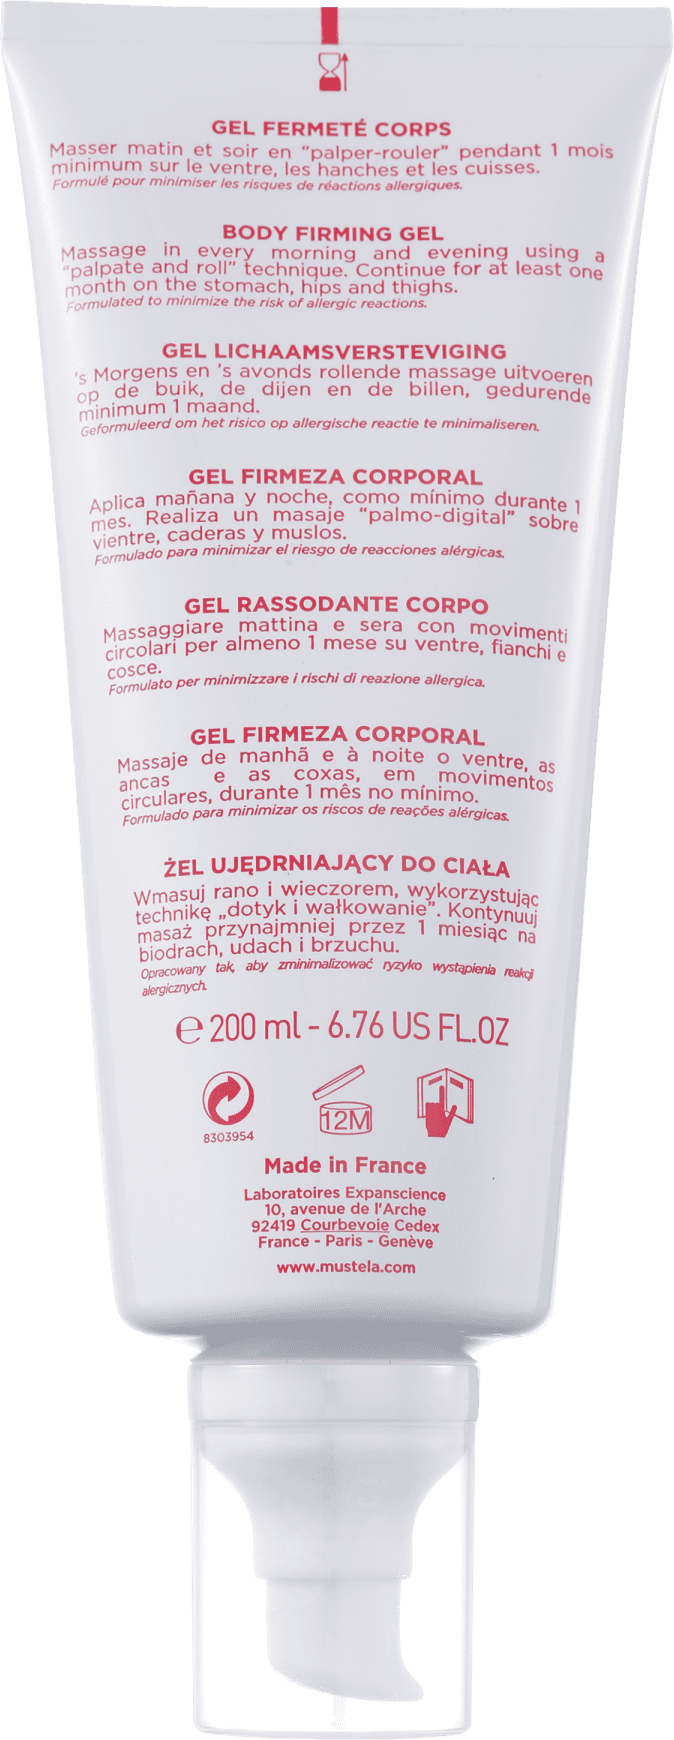 GEL FERMETÉ CORPS
Masser matin et soir en "palper-rouler" pendant 1 mois
minimum sur le ventre, les hanches et les cuisses.
Formulé pour minimiser les risques de réactions allergiques.
BODY FIRMING GEL
Massage in every morning and evening using a
"palpate and roll" technique. Continue for at least one
month on the stomach, hips and thighs.
Formulated to minimize the risk of allergic reactions.
GEL LICHAAMSVERSTEVIGING
's Morgens en 's avonds rollende massage uitvoeren
op de buik, de dijen en de billen, gedurende
minimum 1 maand.
Geformuleerd om het risico op allergische reactie te minimaliseren.
GEL FIRMEZA CORPORAL
Aplica mañana y noche, como mínimo durante 1
mes. Realiza un masaje "palmo-digital" sobre
vientre, caderas y muslos.
Formulado para minimizar el riesgo de reacciones alérgicas.
GEL RASSODANTE CORPO
Massaggiare mattina e sera con movimenti
circolari per almeno 1 mese su ventre, fianchi e
cosce.
Formulato per minimizzare i rischi di reazione allergica.
GEL FIRMEZA CORPORAL
Massaje de manhã e à noite o ventre, as
ancas e as coxas, em movimentos
circulares, durante 1 mês no mínimo.
Formulado para minimizar os riscos de reações alérgicas.
ŻEL UJĘDRNIAJĄCY DO CIAŁA
Wmasuj rano i wieczorem, wykorzystując
technikę „dotyk i wałkowanie". Kontynuuj
masaż przynajmniej przez 1 miesiąc na
biodrach, udach i brzuchu.
Opracowany tak, aby zminimalizować ryzyko wystąpienia reakcji
alergicznych.
℮ 200 ml - 6.76 US FL.OZ
12M
8303954
Made in France
Laboratoires Expanscience
10, avenue de l'Arche
92419 Courbevoie Cedex
France - Paris - Genève
www.mustela.com